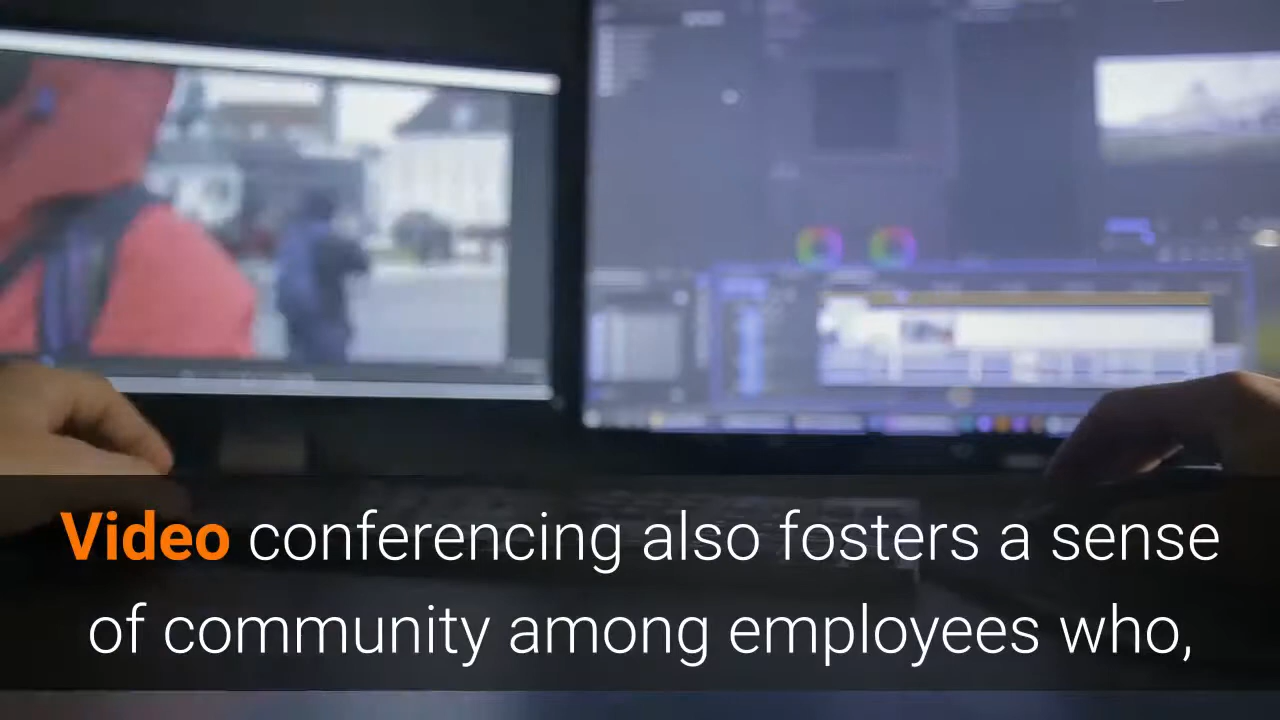 Video conferencing also fosters a sense
of community among employees who,